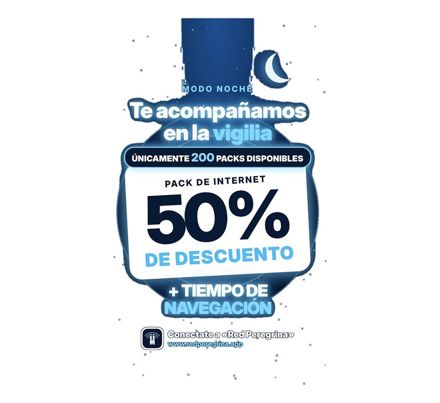 MODO NOCHE
Te acompañamos
en la vigilia
ÚNICAMENTE 200 PACKS DISPONIBLES
PACK DE INTERNET
50%
DE DESCUENTO
+ TIEMPO DE
NAVEGACIÓN
Conectate a «Red Peregrina»
www.redperegrina.app